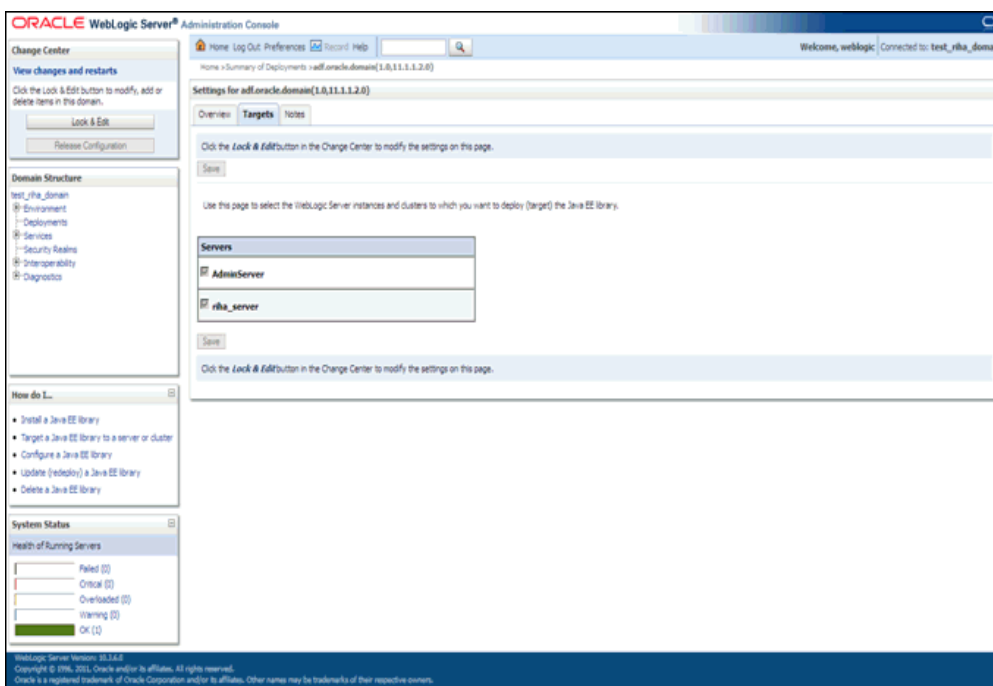 ORACLE WebLogic Server® Administration Console
Change Center
View changes and restarts
Click the Lock & Edit button to modify, add or
delete items in this domain.
Lock & Edit
Release Configuration
Domain Structure
test_riha_domain
Environment
Deployments
Services
Security Realms
Interoperability
Diagnostics
How do I...
Install a Java EE library
Target a Java EE library to a server or cluster
Configure a Java EE library
Update (redeploy) a Java EE library
Delete a Java EE library
System Status
Health of Running Servers
Failed (0)
Critical (0)
Overloaded (0)
Warning (0)
OK (1)
Home Log Out Preferences Record Help
Welcome, weblogic Connected to: test_riha_doma
Home >Summary of Deployments >adf.oracle.domain(1.0,11.1.1.2.0)
Settings for adf.oracle.domain(1.0,11.1.1.2.0)
Overview Targets Notes
Click the Lock & Edit button in the Change Center to modify the settings on this page.
Save
Use this page to select the WebLogic Server instances and clusters to which you want to deploy (target) the Java EE library.
Servers
AdminServer
riha_server
Save
Click the Lock & Edit button in the Change Center to modify the settings on this page.
WebLogic Server Version: 10.3.6.0
Copyright © 1996, 2011, Oracle and/or its affiliates. All rights reserved.
Oracle is a registered trademark of Oracle Corporation and/or its affiliates. Other names may be trademarks of their respective owners.